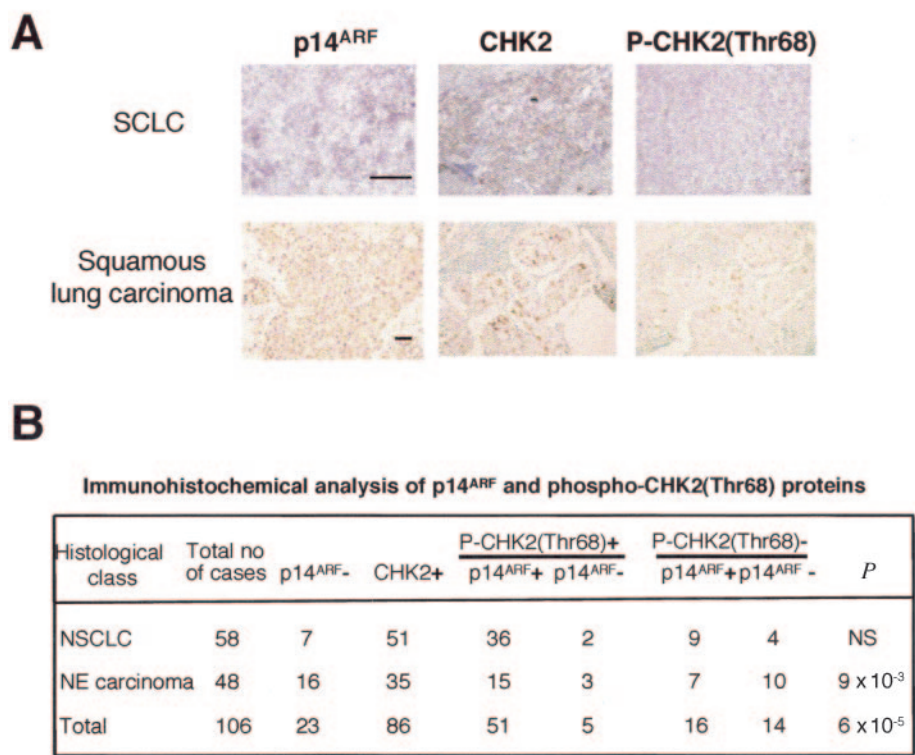 A
p14ARF CHK2 P-CHK2(Thr68)
SCLC
Squamous
lung carcinoma
B
Immunohistochemical analysis of p14ARF and phospho-CHK2(Thr68) proteins
Histological class Total no of cases p14ARF- CHK2+ P-CHK2(Thr68)+ P-CHK2(Thr68)- P
p14ARF+ p14ARF- p14ARF+ p14ARF -
NSCLC 58 7 51 36 2 9 4 NS
NE carcinoma 48 16 35 15 3 7 10 9 x 10-3
Total 106 23 86 51 5 16 14 6 x 10-5